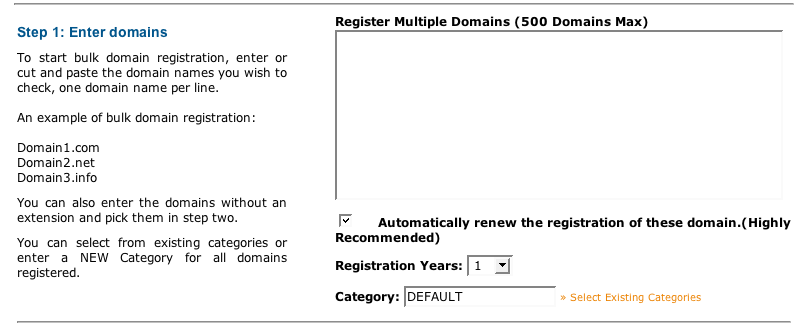 Step 1: Enter domains
To start bulk domain registration, enter or
cut and paste the domain names you wish to
check, one domain name per line.
An example of bulk domain registration:
Domain1.com
Domain2.net
Domain3.info
You can also enter the domains without an
extension and pick them in step two.
You can select from existing categories or
enter a NEW Category for all domains
registered.
Register Multiple Domains (500 Domains Max)
Automatically renew the registration of these domain.(Highly
Recommended)
Registration Years: 1
Category: DEFAULT » Select Existing Categories